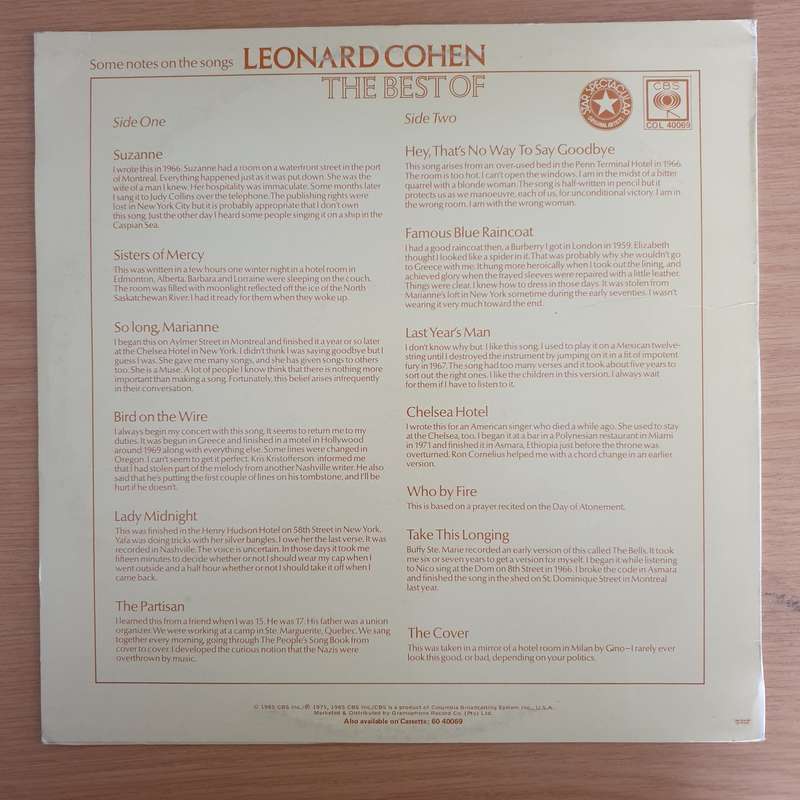 Some notes on the songs LEONARD COHEN
THE BEST OF
STAR SPECTACULAR
ORIGINAL ARTISTS
CBS
COL 40069
Side One
Suzanne
I wrote this in 1966. Suzanne had a room on a waterfront street in the port
of Montreal. Everything happened just as it was put down. She was the
wife of a man I knew. Her hospitality was immaculate. Some months later
I sang it to Judy Collins over the telephone. The publishing rights were
lost in New York City but it is probably appropriate that I don't own
this song. Just the other day I heard some people singing it on a ship in the
Caspian Sea.
Sisters of Mercy
This was written in a few hours one winter night in a hotel room in
Edmonton, Alberta. Barbara and Lorraine were sleeping on the couch.
The room was filled with moonlight reflected off the ice of the North
Saskatchewan River. I had it ready for them when they woke up.
So long, Marianne
I began this on Aylmer Street in Montreal and finished it a year or so later
at the Chelsea Hotel in New York. I didn't think I was saying goodbye but I
guess I was. She gave me many songs, and she has given songs to others
too. She is a Muse. A lot of people I know think that there is nothing more
important than making a song. Fortunately, this belief arises infrequently
in their conversation.
Bird on the Wire
I always begin my concert with this song. It seems to return me to my
duties. It was begun in Greece and finished in a motel in Hollywood
around 1969 along with everything else. Some lines were changed in
Oregon. I can't seem to get it perfect. Kris Kristofferson informed me
that I had stolen part of the melody from another Nashville writer. He also
said that he's putting the first couple of lines on his tombstone, and I'll be
hurt if he doesn't.
Lady Midnight
This was finished in the Henry Hudson Hotel on 58th Street in New York.
Yafa was doing tricks with her silver bangles. I owe her the last verse. It was
recorded in Nashville. The voice is uncertain. In those days it took me
fifteen minutes to decide whether or not I should wear my cap when I
went outside and a half hour whether or not I should take it off when I
came back.
The Partisan
I learned this from a friend when I was 15. He was 17. His father was a union
organizer. We were working at a camp in Ste. Marguerite, Quebec. We sang
together every morning, going through The People's Song Book from
cover to cover. I developed the curious notion that the Nazis were
overthrown by music.
Side Two
Hey, That's No Way To Say Goodbye
This song arises from an over-used bed in the Penn Terminal Hotel in 1966.
The room is too hot. I can't open the windows. I am in the midst of a bitter
quarrel with a blonde woman. The song is half-written in pencil but it
protects us as we manoeuvre, each of us, for unconditional victory. I am in
the wrong room. I am with the wrong woman.
Famous Blue Raincoat
I had a good raincoat then, a Burberry I got in London in 1959. Elizabeth
thought I looked like a spider in it. That was probably why she wouldn't go
to Greece with me. It hung more heroically when I took out the lining, and
achieved glory when the frayed sleeves were repaired with a little leather.
Things were clear. I knew how to dress in those days. It was stolen from
Marianne's loft in New York sometime during the early seventies. I wasn't
wearing it very much toward the end.
Last Year's Man
I don't know why but I like this song. I used to play it on a Mexican twelve-
string until I destroyed the instrument by jumping on it in a fit of impotent
fury in 1967. The song had too many verses and it took about five years to
sort out the right ones. I like the children in this version. I always wait
for them if I have to listen to it.
Chelsea Hotel
I wrote this for an American singer who died a while ago. She used to stay
at the Chelsea, too. I began it at a bar in a Polynesian restaurant in Miami
in 1971 and finished it in Asmara, Ethiopia just before the throne was
overturned. Ron Cornelius helped me with a chord change in an earlier
version.
Who by Fire
This is based on a prayer recited on the Day of Atonement.
Take This Longing
Buffy Ste. Marie recorded an early version of this called The Bells. It took
me six or seven years to get a version for myself. I began it while listening
to Nico sing at the Dom on 8th Street in 1966. I broke the code in Asmara
and finished the song in the shed on St. Dominique Street in Montreal
last year.
The Cover
This was taken in a mirror of a hotel room in Milan by Gino – I rarely ever
look this good, or bad, depending on your politics.
© 1985 CBS Inc./℗ 1975, 1985 CBS Inc./CBS is a product of Columbia Broadcasting System Inc., U.S.A.
Marketed & Distributed by Gramophone Record Co. (Pty) Ltd.
Also available on Cassette: 60 40069